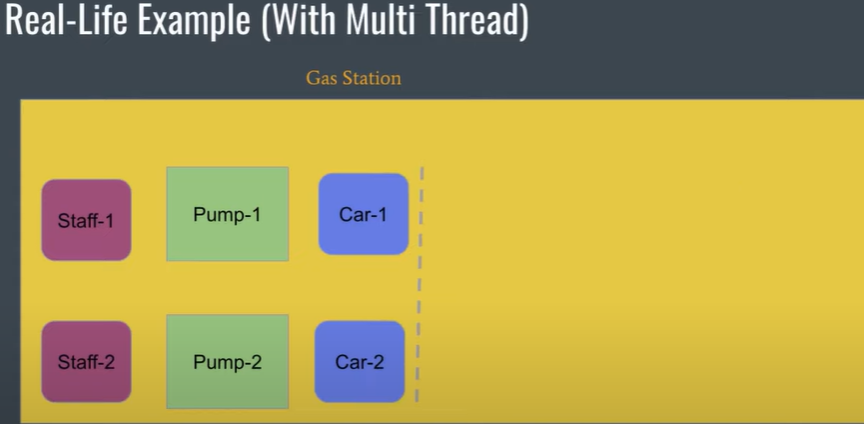 Real-Life Example (With Multi Thread)
Gas Station
Staff-1
Pump-1
Car-1
Staff-2
Pump-2
Car-2